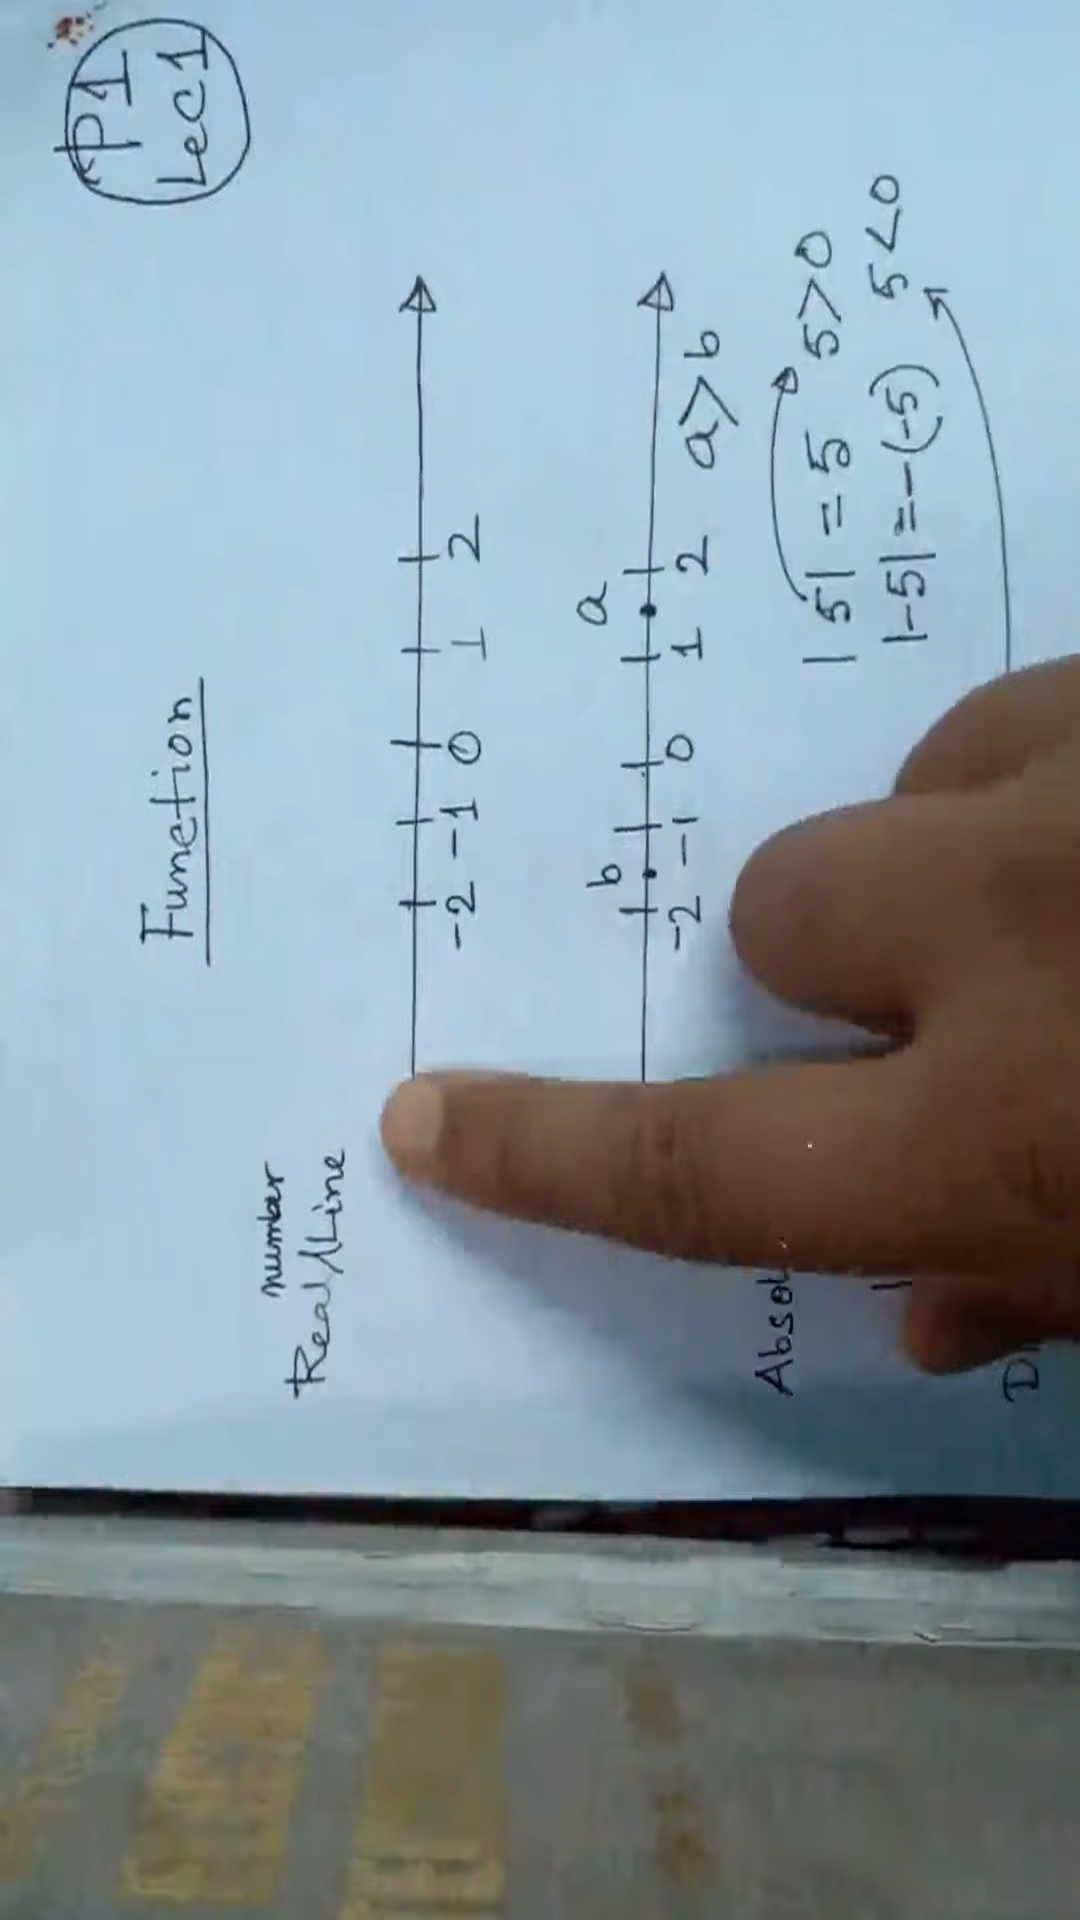 P1
Lec1
Function
number
Real/Line
-2 -1 0 1 2
b a
-2 -1 0 1 2 a>b
|5| = 5 5>0
|-5| = -(-5) 5<0